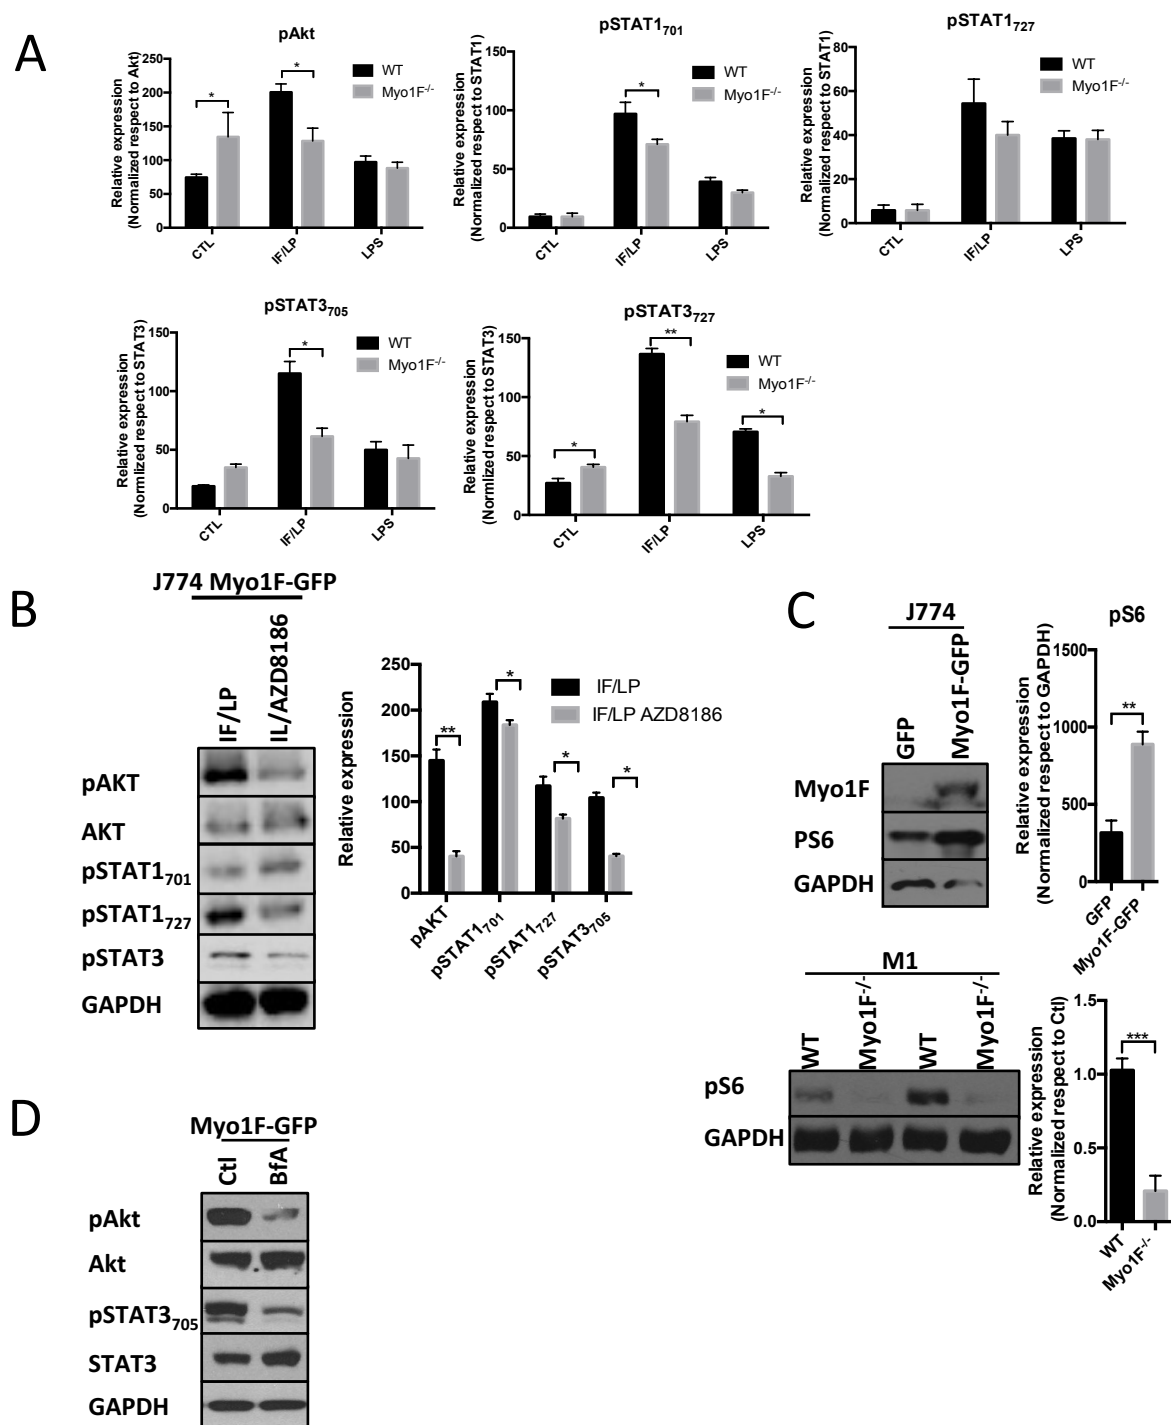 A
pAkt
Relative expression
(Normalized respect to Akt)
250
200
150
100
50
0
WT
Myo1F-/-
*
*
CTL
IF/LP
LPS
pSTAT1701
Relative expression
(Normalized respect to STAT1)
150
100
50
0
WT
Myo1F-/-
*
CTL
IF/LP
LPS
pSTAT1727
Relative expression
(Normalized respect to STAT1)
80
60
40
20
0
WT
Myo1F-/-
CTL
IF/LP
LPS
pSTAT3705
Relative expression
(Normlized respect to STAT3)
150
100
50
0
WT
Myo1F-/-
*
CTL
IF/LP
LPS
pSTAT3727
Relative expression
(Normlized respect to STAT3)
150
100
50
0
WT
Myo1F-/-
*
**
*
CTL
IF/LP
LPS
B
J774 Myo1F-GFP
IF/LP
IL/AZD8186
pAKT
AKT
pSTAT1701
pSTAT1727
pSTAT3
GAPDH
Relative expression
250
200
150
100
50
0
IF/LP
IF/LP AZD8186
**
*
*
*
pAKT
pSTAT1701
pSTAT1727
pSTAT3705
C
J774
GFP
Myo1F-GFP
Myo1F
PS6
GAPDH
pS6
Relative expression
(Normalized respect to GAPDH)
1500
1000
500
0
**
GFP
Myo1F-GFP
M1
WT
Myo1F-/-
WT
Myo1F-/-
pS6
GAPDH
Relative expression
(Normalized respect to Ctl)
1.5
1.0
0.5
0.0
***
WT
Myo1F-/-
D
Myo1F-GFP
Ctl
BfA
pAkt
Akt
pSTAT3705
STAT3
GAPDH